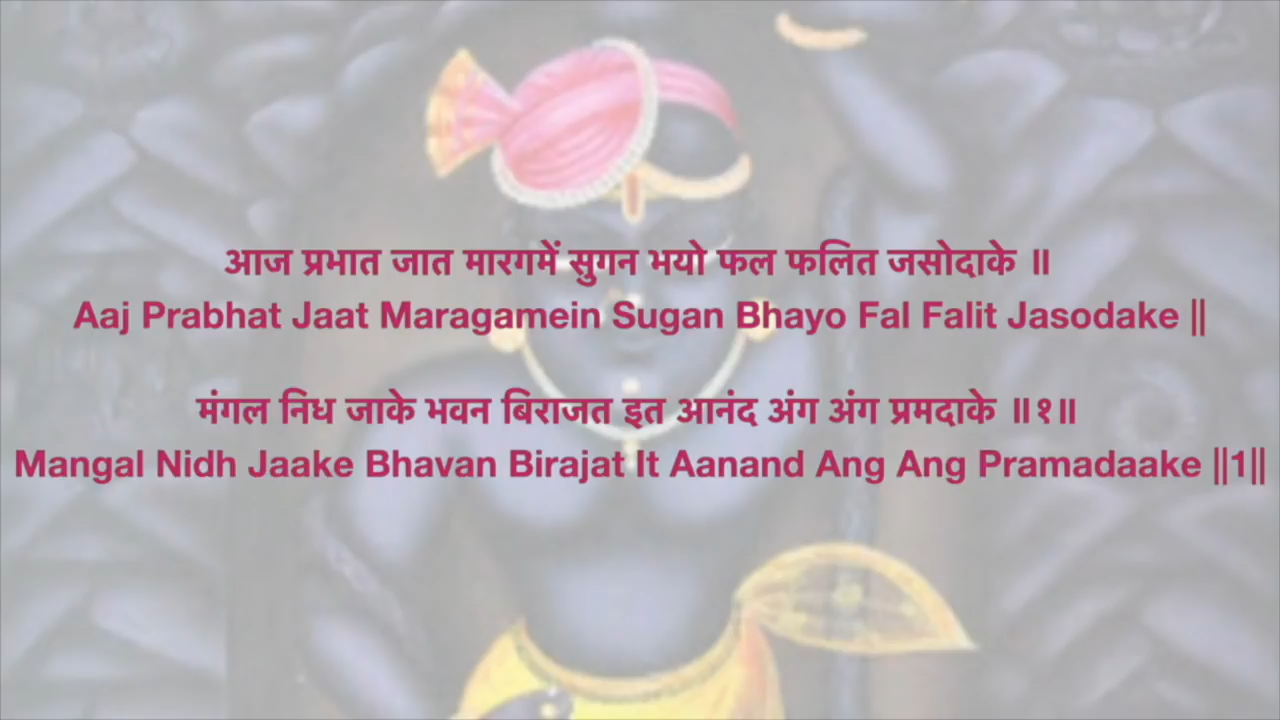 आज प्रभात जात मारगमें सुगन भयो फल फलित जसोदाके ॥
Aaj Prabhat Jaat Maragamein Sugan Bhayo Fal Falit Jasodake ||
मंगल निध जाके भवन बिराजत इत आनंद अंग अंग प्रमदाके ॥१॥
Mangal Nidh Jaake Bhavan Birajat It Aanand Ang Ang Pramadaake ||1||